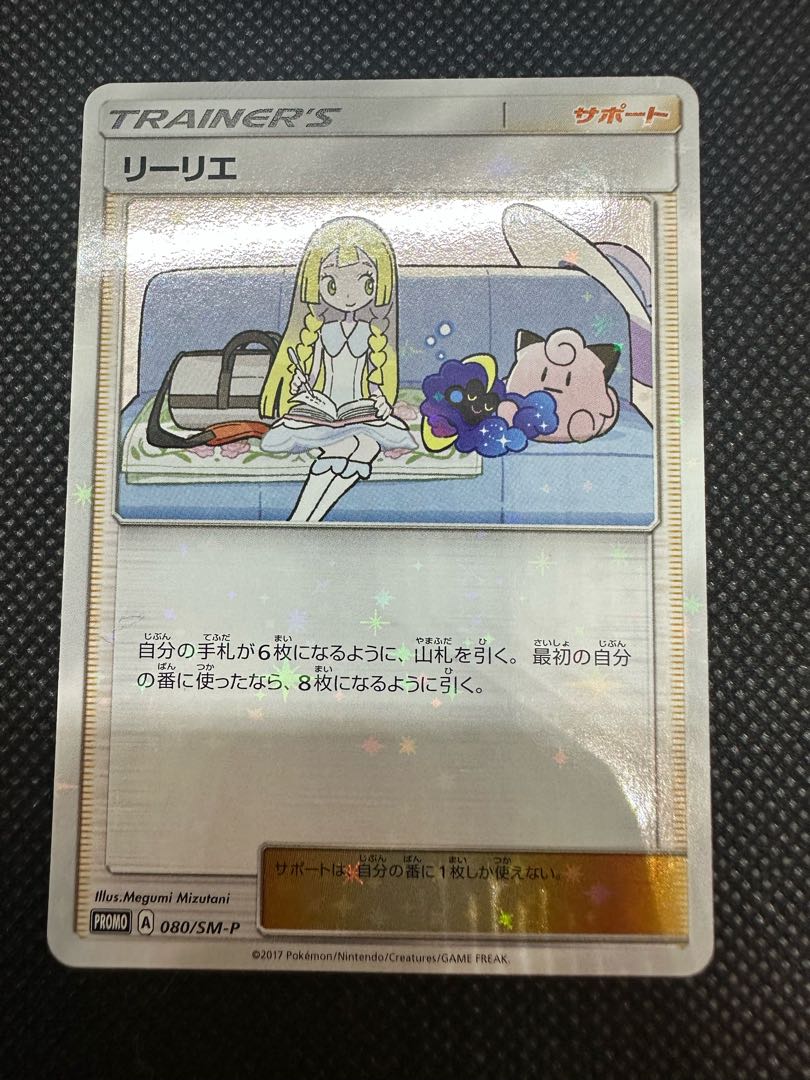 TRAINER'S サポート
リーリエ
自分の手札が6枚になるように、山札を引く。最初の自分
の番に使ったなら、8枚になるように引く。
サポートは、自分の番に1枚しか使えない。
Illus.Megumi Mizutani
PROMO A 080/SM-P
©2017 Pokémon/Nintendo/Creatures/GAME FREAK.